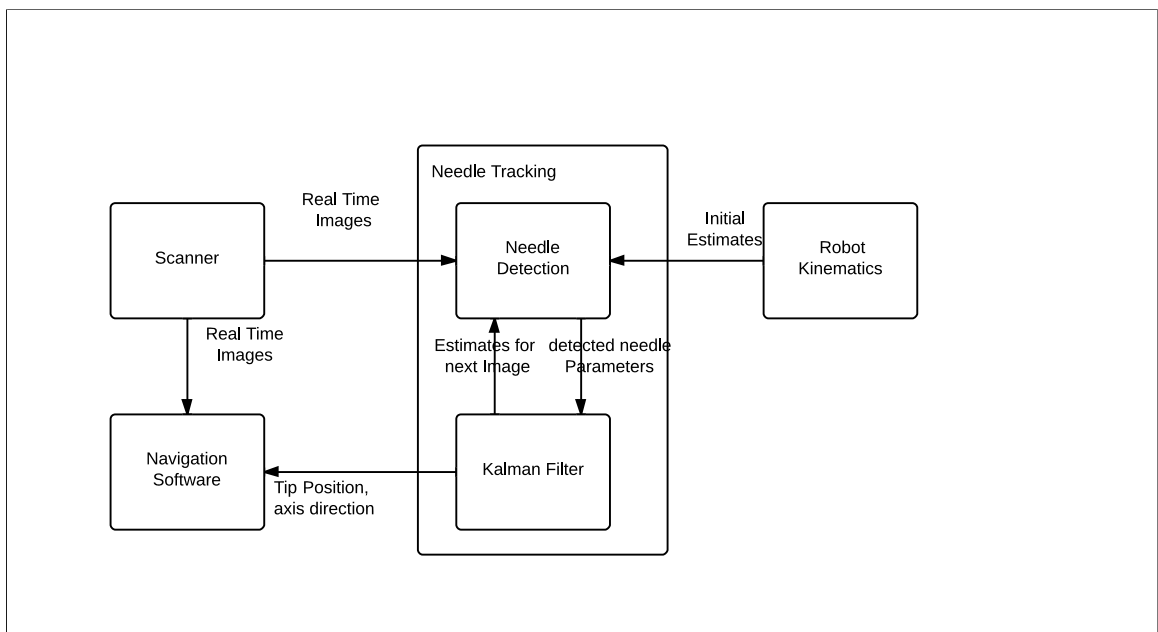 Needle Tracking
Real Time
Images
Scanner
Needle
Detection
Initial
Estimates
Robot
Kinematics
Real Time
Images
Estimates for
next Image
detected needle
Parameters
Navigation
Software
Tip Position,
axis direction
Kalman Filter